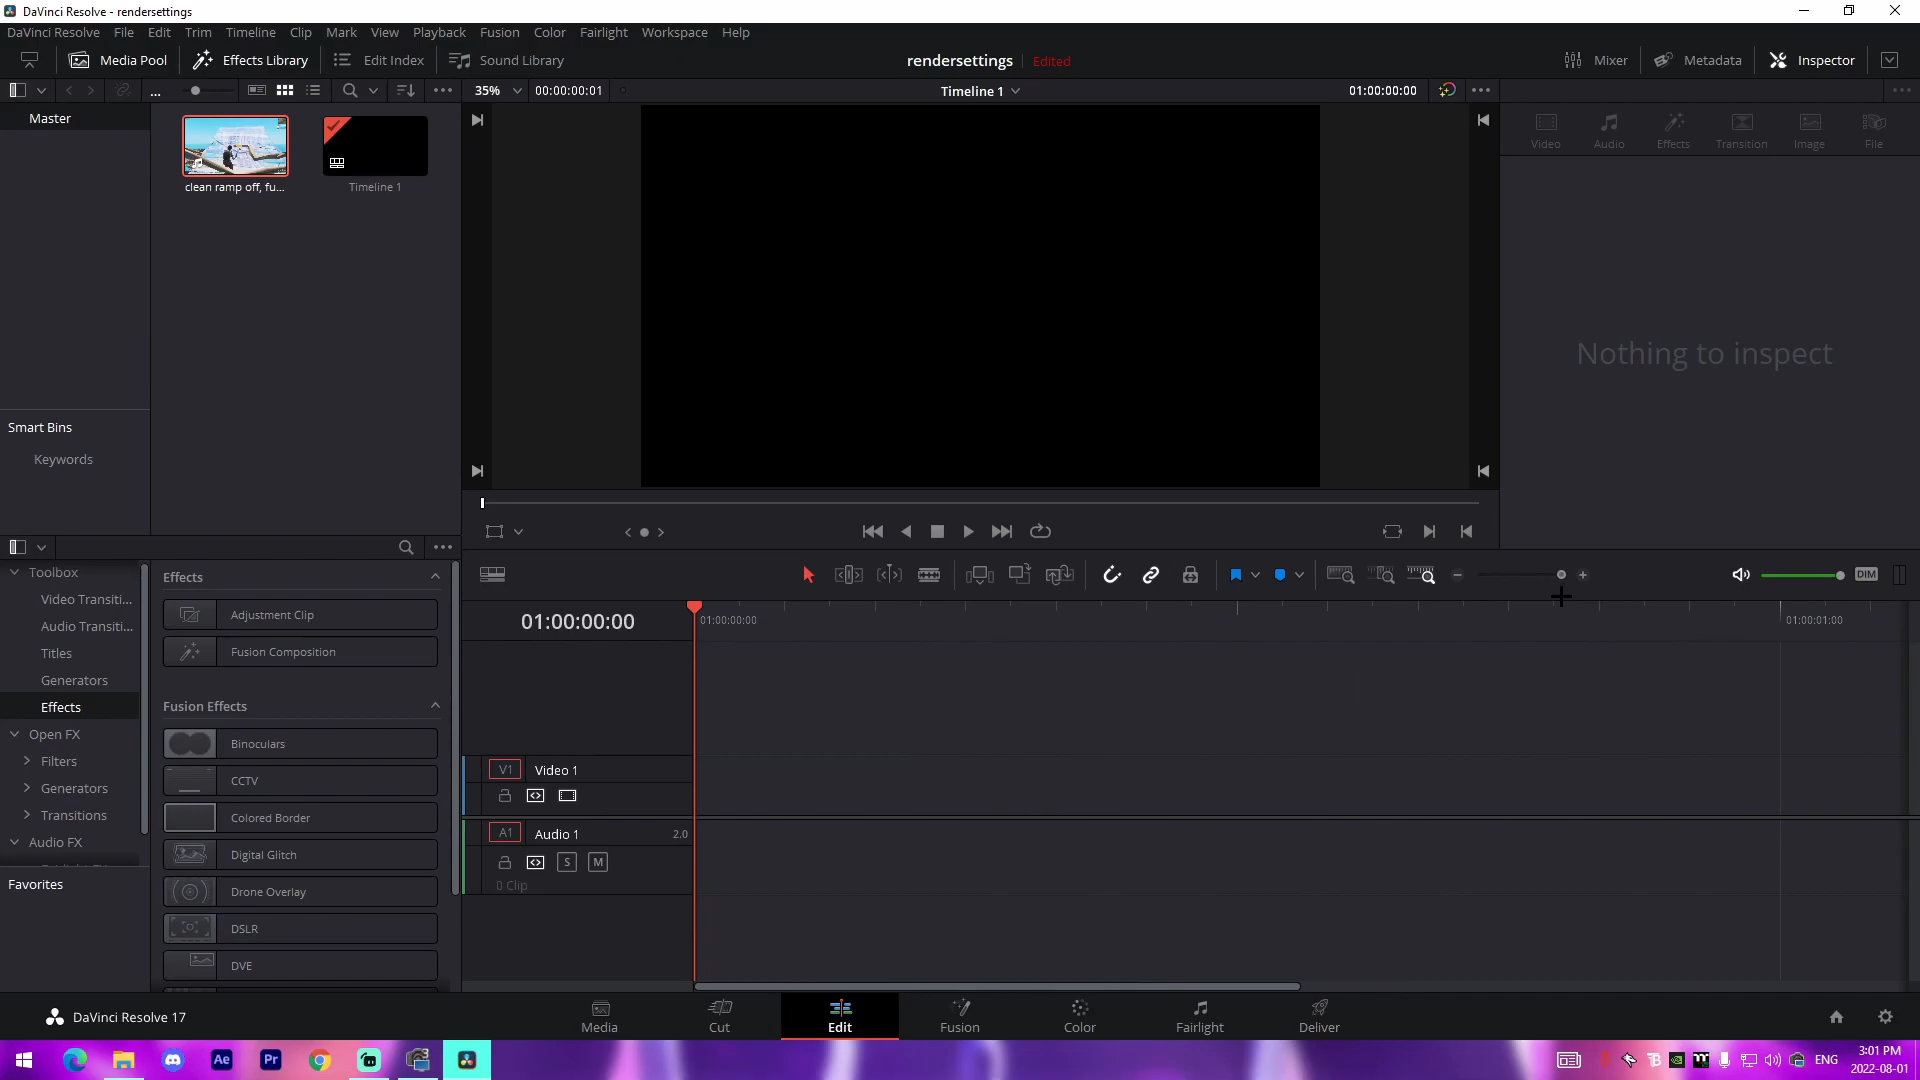 DaVinci Resolve - rendersettings
DaVinci Resolve File Edit Trim Timeline Clip Mark View Playback Fusion Color Fairlight Workspace Help
Media Pool Effects Library Edit Index Sound Library rendersettings Edited Mixer Metadata Inspector
... 35% 00:00:00:01 Timeline 1 01:00:00:00
Master
clean ramp off, fu... Timeline 1
Video Audio Effects Transition Image File
Nothing to inspect
Smart Bins
Keywords
DIM
Toolbox
Video Transiti...
Audio Transiti...
Titles
Generators
Effects
Open FX
Filters
Generators
Transitions
Audio FX
Favorites
Effects
Adjustment Clip
Fusion Composition
Fusion Effects
Binoculars
CCTV
Colored Border
Digital Glitch
Drone Overlay
DSLR
DVE
01:00:00:00 01:00:00:00 01:00:01:00
V1 Video 1
A1 Audio 1 2.0
S M
0 Clip
DaVinci Resolve 17 Media Cut Edit Fusion Color Fairlight Deliver
Ae Pr ENG 3:01 PM
2022-08-01